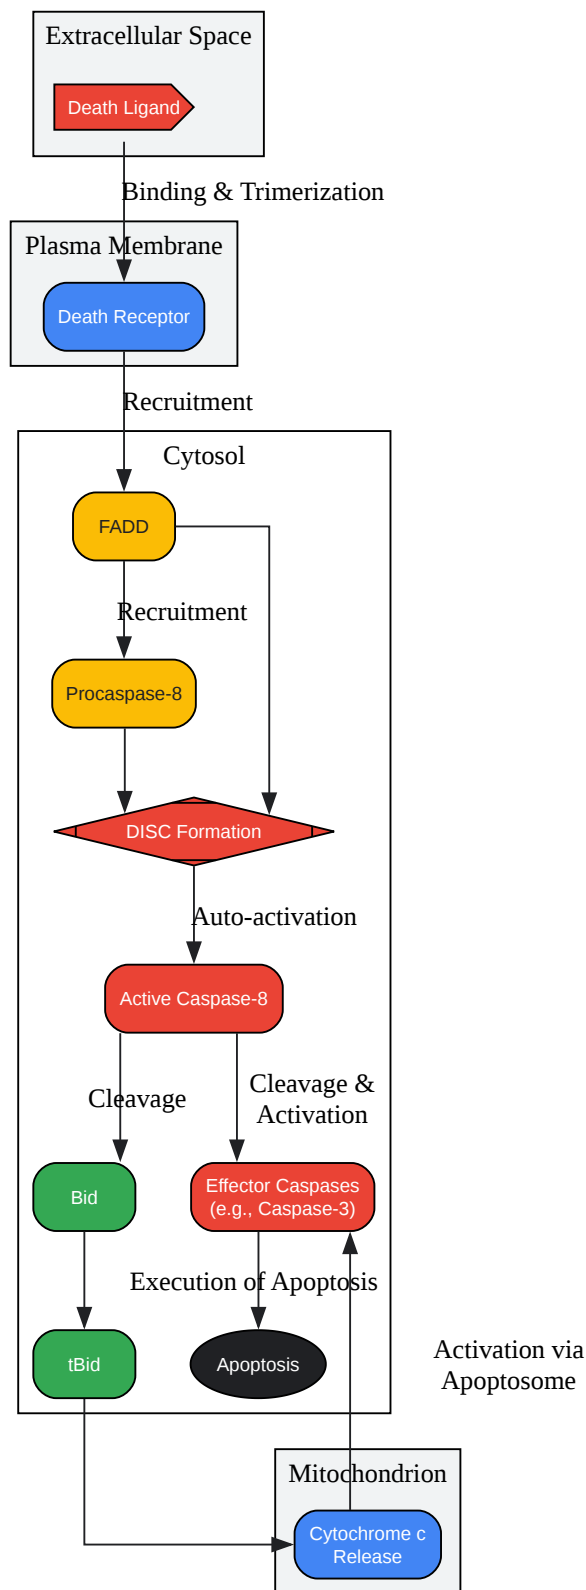 Extracellular Space
Death Ligand
Binding & Trimerization
Plasma Membrane
Death Receptor
Recruitment
Cytosol
FADD
Recruitment
Procaspase-8
DISC Formation
Auto-activation
Active Caspase-8
Cleavage
Cleavage &
Activation
Bid
Effector Caspases
(e.g., Caspase-3)
Execution of Apoptosis
tBid
Apoptosis
Activation via
Apoptosome
Mitochondrion
Cytochrome c
Release